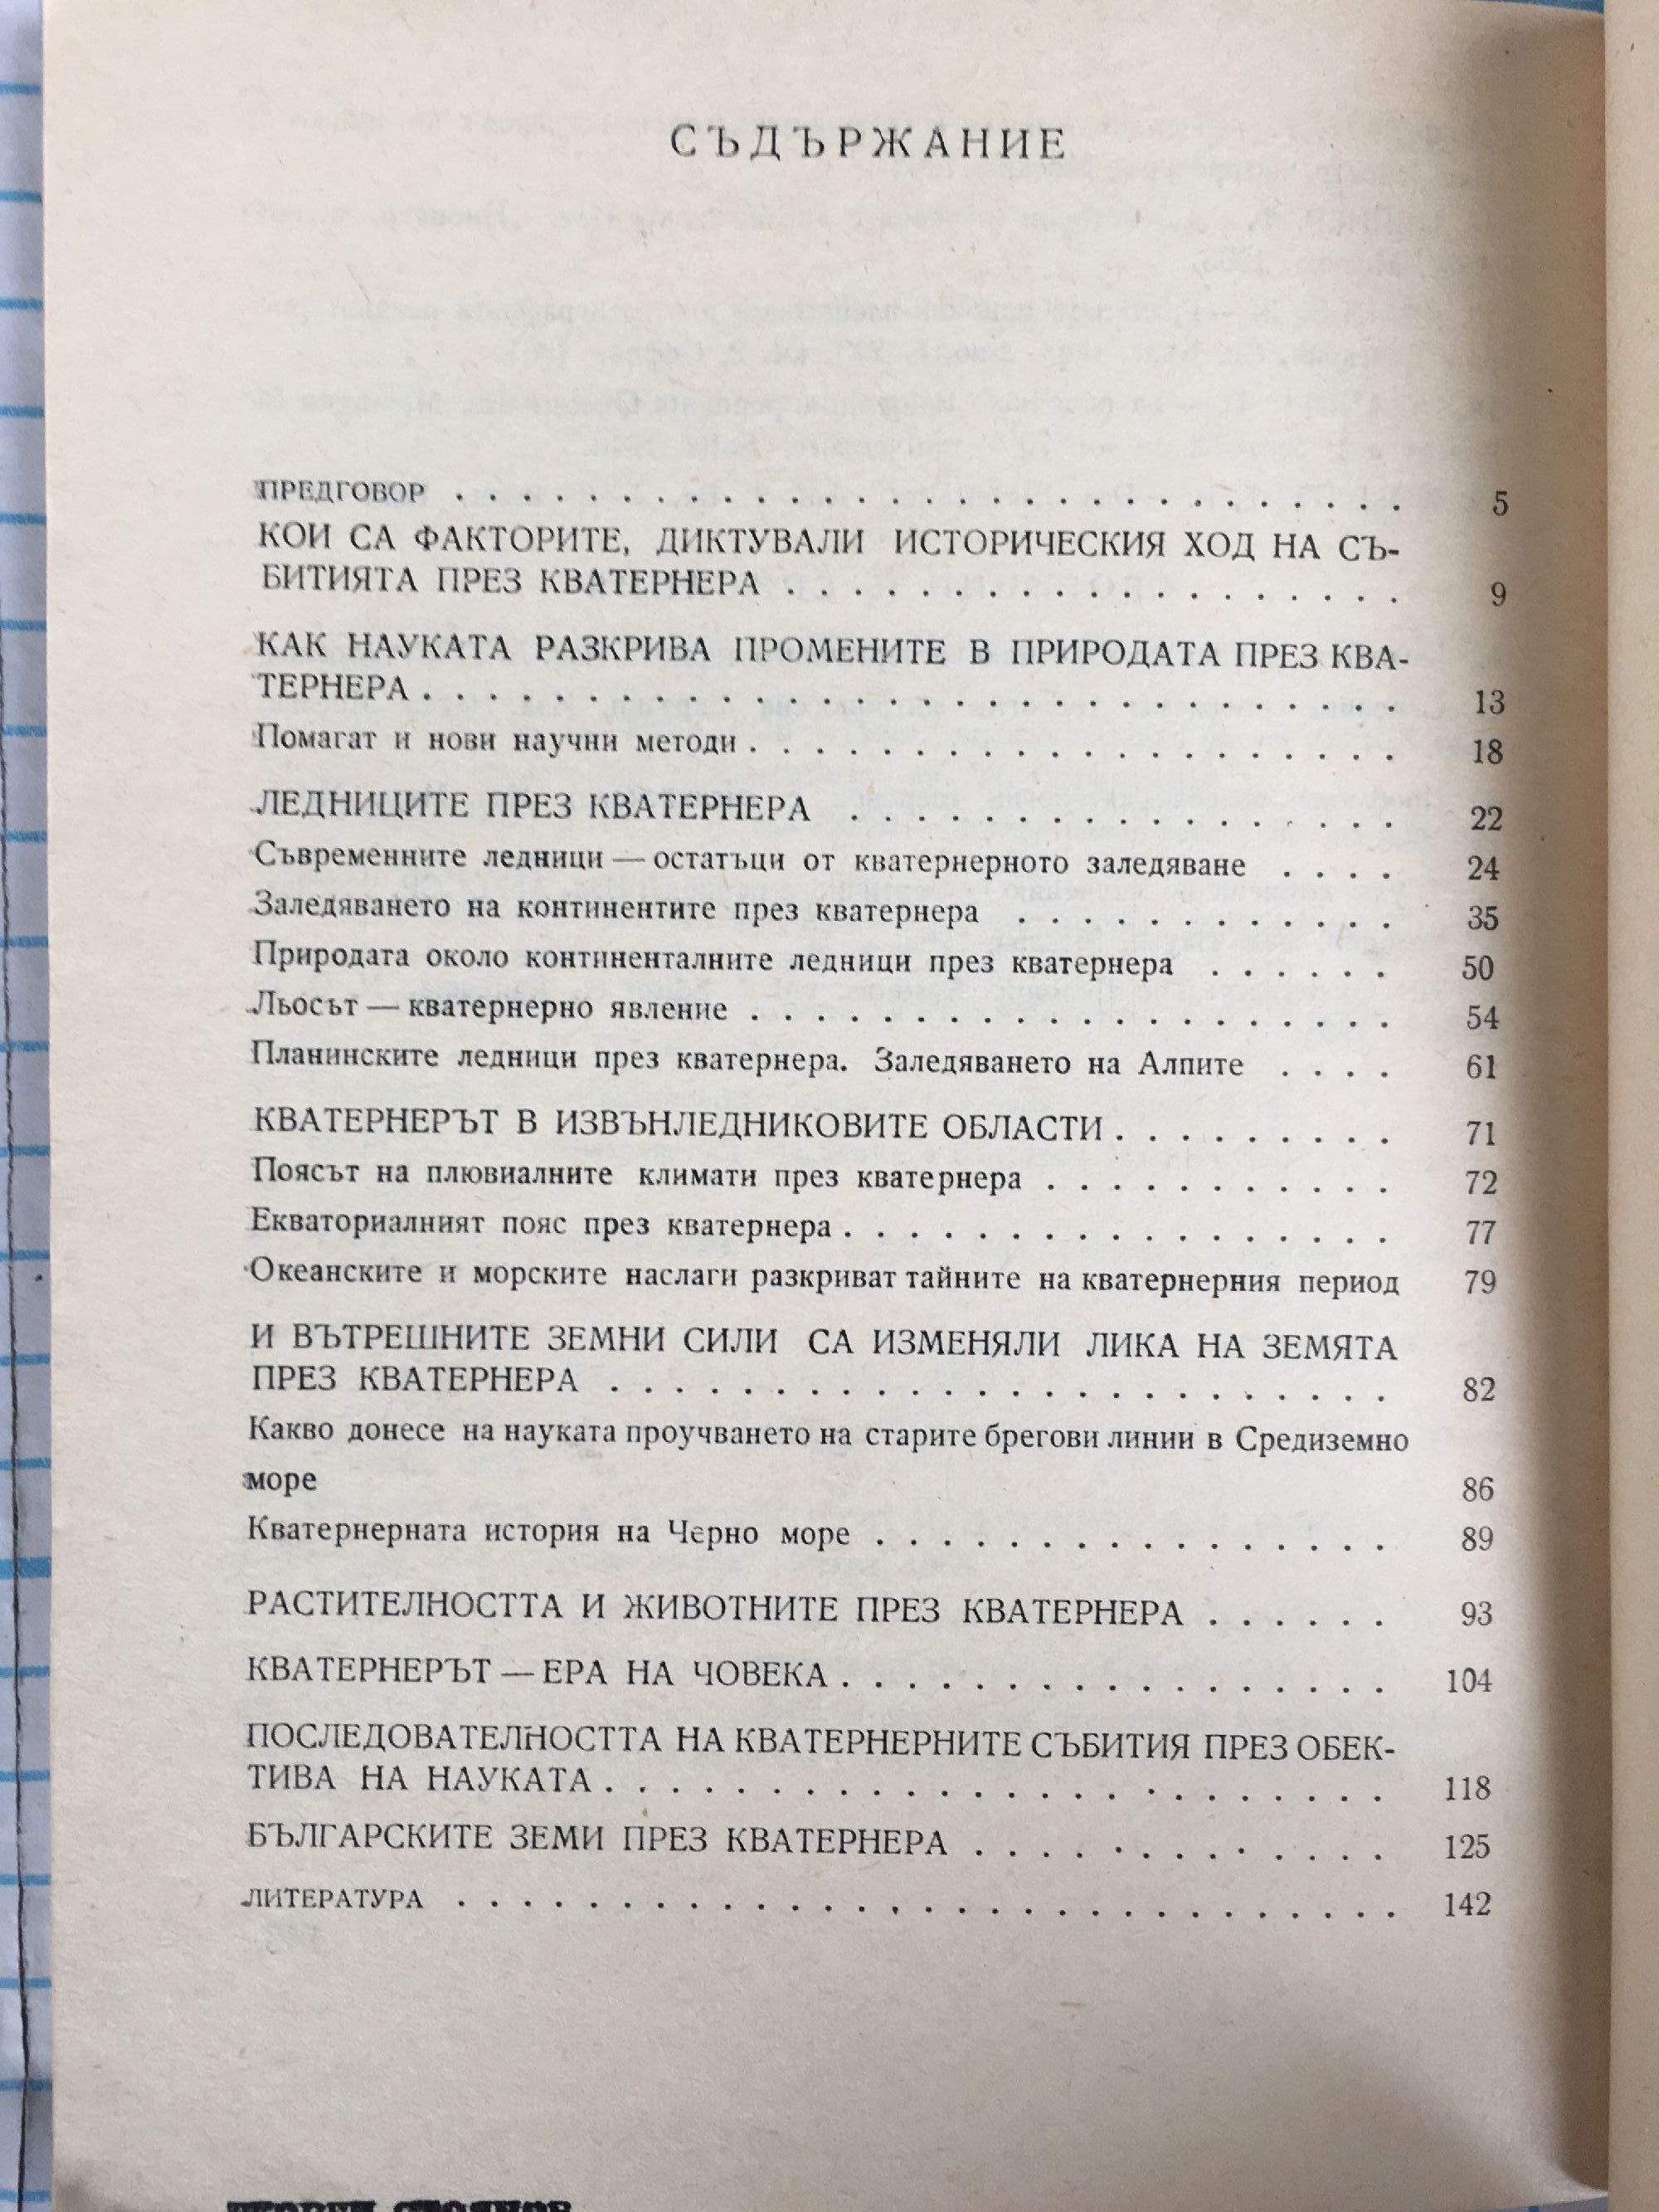 СЪДЪРЖАНИЕ
ПРЕДГОВОР . . . . . . . . . . . . . . . . . . . . . . . . . . . . 5
КОИ СА ФАКТОРИТЕ, ДИКТУВАЛИ ИСТОРИЧЕСКИЯ ХОД НА СЪ-
БИТИЯТА ПРЕЗ КВАТЕРНЕРА . . . . . . . . . . . . . . . . . . . 9
КАК НАУКАТА РАЗКРИВА ПРОМЕНИТЕ В ПРИРОДАТА ПРЕЗ КВА-
ТЕРНЕРА . . . . . . . . . . . . . . . . . . . . . . . . . . . . . 13
Помагат и нови научни методи . . . . . . . . . . . . . . . . . . . 18
ЛЕДНИЦИТЕ ПРЕЗ КВАТЕРНЕРА . . . . . . . . . . . . . . . . . 22
Съвременните ледници — остатъци от кватернерното заледяване . . . . 24
Заледяването на континентите през кватернера . . . . . . . . . . . . 35
Природата около континенталните ледници през кватернера . . . . . . 50
Льосът — кватернерно явление . . . . . . . . . . . . . . . . . . . . 54
Планинските ледници през кватернера. Заледяването на Алпите . . . . 61
КВАТЕРНЕРЪТ В ИЗВЪНЛЕДНИКОВИТЕ ОБЛАСТИ . . . . . . . . . 71
Поясът на плювиалните климати през кватернера . . . . . . . . . . . 72
Екваториалният пояс през кватернера . . . . . . . . . . . . . . . . . 77
Океанските и морските наслаги разкриват тайните на кватернерния период 79
И ВЪТРЕШНИТЕ ЗЕМНИ СИЛИ СА ИЗМЕНЯЛИ ЛИКА НА ЗЕМЯТА
ПРЕЗ КВАТЕРНЕРА . . . . . . . . . . . . . . . . . . . . . . . . 82
Какво донесе на науката проучването на старите брегови линии в Средиземно
море 86
Кватернерната история на Черно море . . . . . . . . . . . . . . . . 89
РАСТИТЕЛНОСТТА И ЖИВОТНИТЕ ПРЕЗ КВАТЕРНЕРА . . . . . . 93
КВАТЕРНЕРЪТ — ЕРА НА ЧОВЕКА . . . . . . . . . . . . . . . . . 104
ПОСЛЕДОВАТЕЛНОСТТА НА КВАТЕРНЕРНИТЕ СЪБИТИЯ ПРЕЗ ОБЕК-
ТИВА НА НАУКАТА . . . . . . . . . . . . . . . . . . . . . . . . 118
БЪЛГАРСКИТЕ ЗЕМИ ПРЕЗ КВАТЕРНЕРА . . . . . . . . . . . . . 125
ЛИТЕРАТУРА . . . . . . . . . . . . . . . . . . . . . . . . . . . . 142